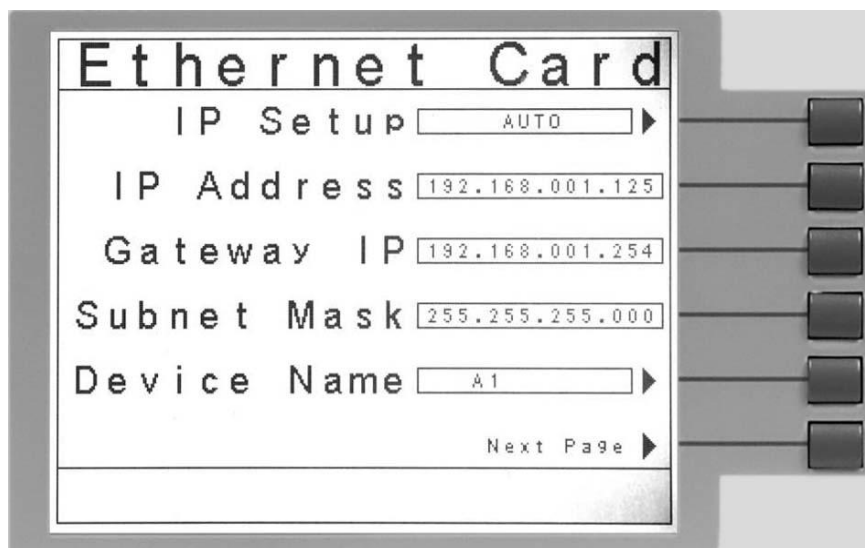 Ethernet Card
IP Setup AUTO
IP Address 192.168.001.125
Gateway IP 192.168.001.254
Subnet Mask 255.255.255.000
Device Name A1
Next Page